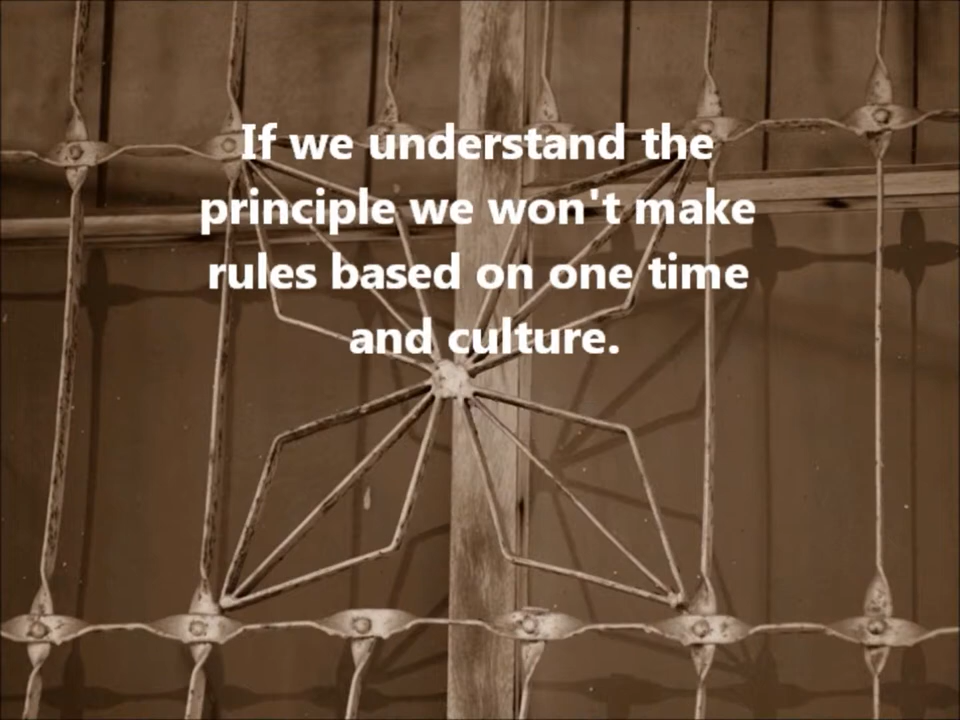 If we understand the
principle we won't make
rules based on one time
and culture.